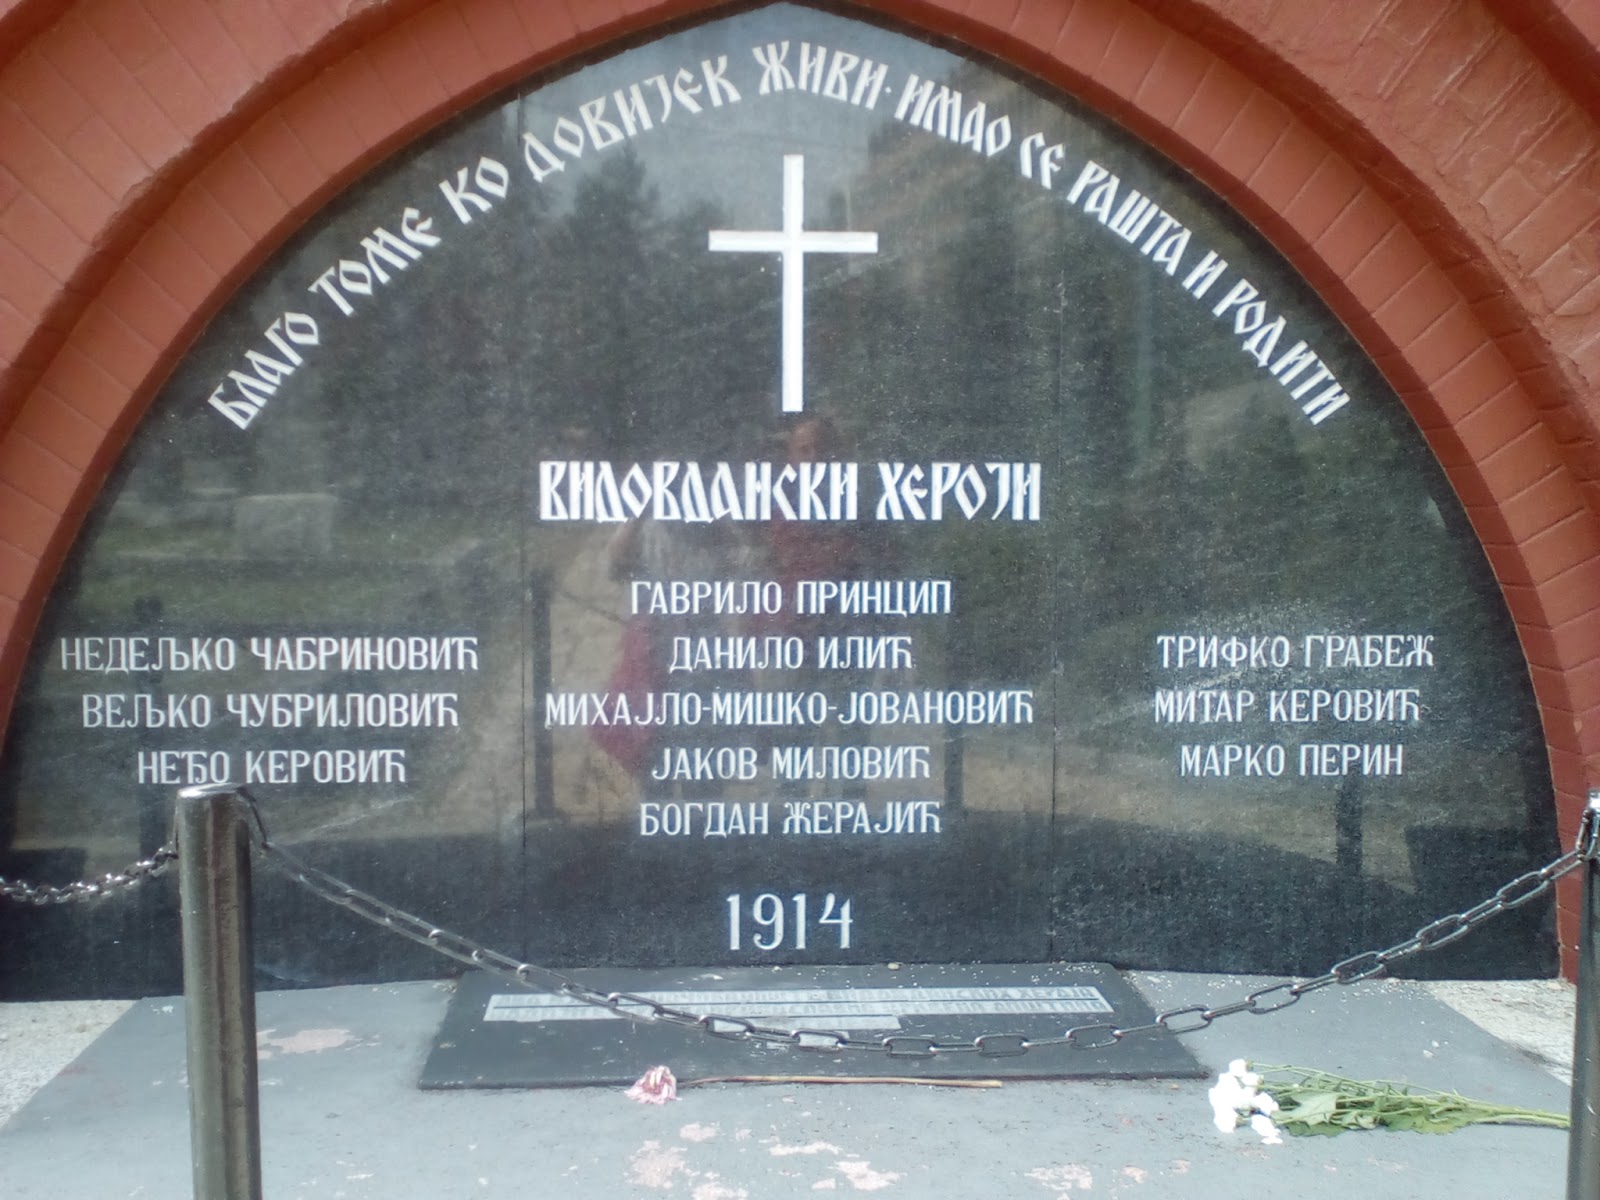 БЛАГО ТОМЕ КО ДОВИЈЕК ЖИВИ·ИМАО СЕ РАШТА И РОДИТИ
ВИДОВДАНСКИ ХЕРОЈИ
НЕДЕЉКО ЧАБРИНОВИЋ
ВЕЉКО ЧУБРИЛОВИЋ
НЕЂО КЕРОВИЋ
ГАВРИЛО ПРИНЦИП
ДАНИЛО ИЛИЋ
МИХАЈЛО-МИШКО-ЈОВАНОВИЋ
ЈАКОВ МИЛОВИЋ
БОГДАН ЖЕРАЈИЋ
ТРИФКО ГРАБЕЖ
МИТАР КЕРОВИЋ
МАРКО ПЕРИН
1914